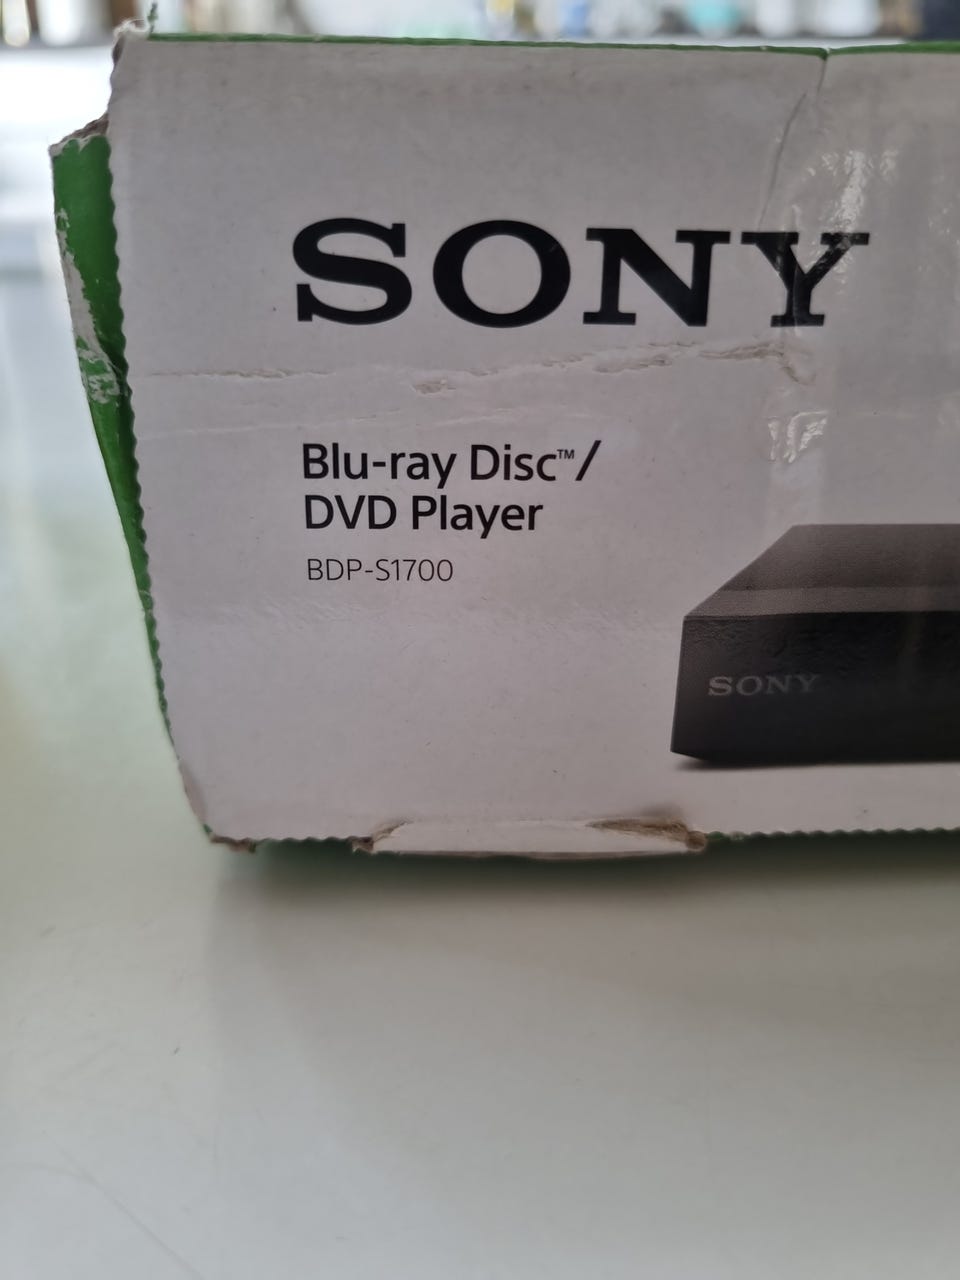 SONY
Blu-ray Disc™/
DVD Player
BDP-S1700
SONY